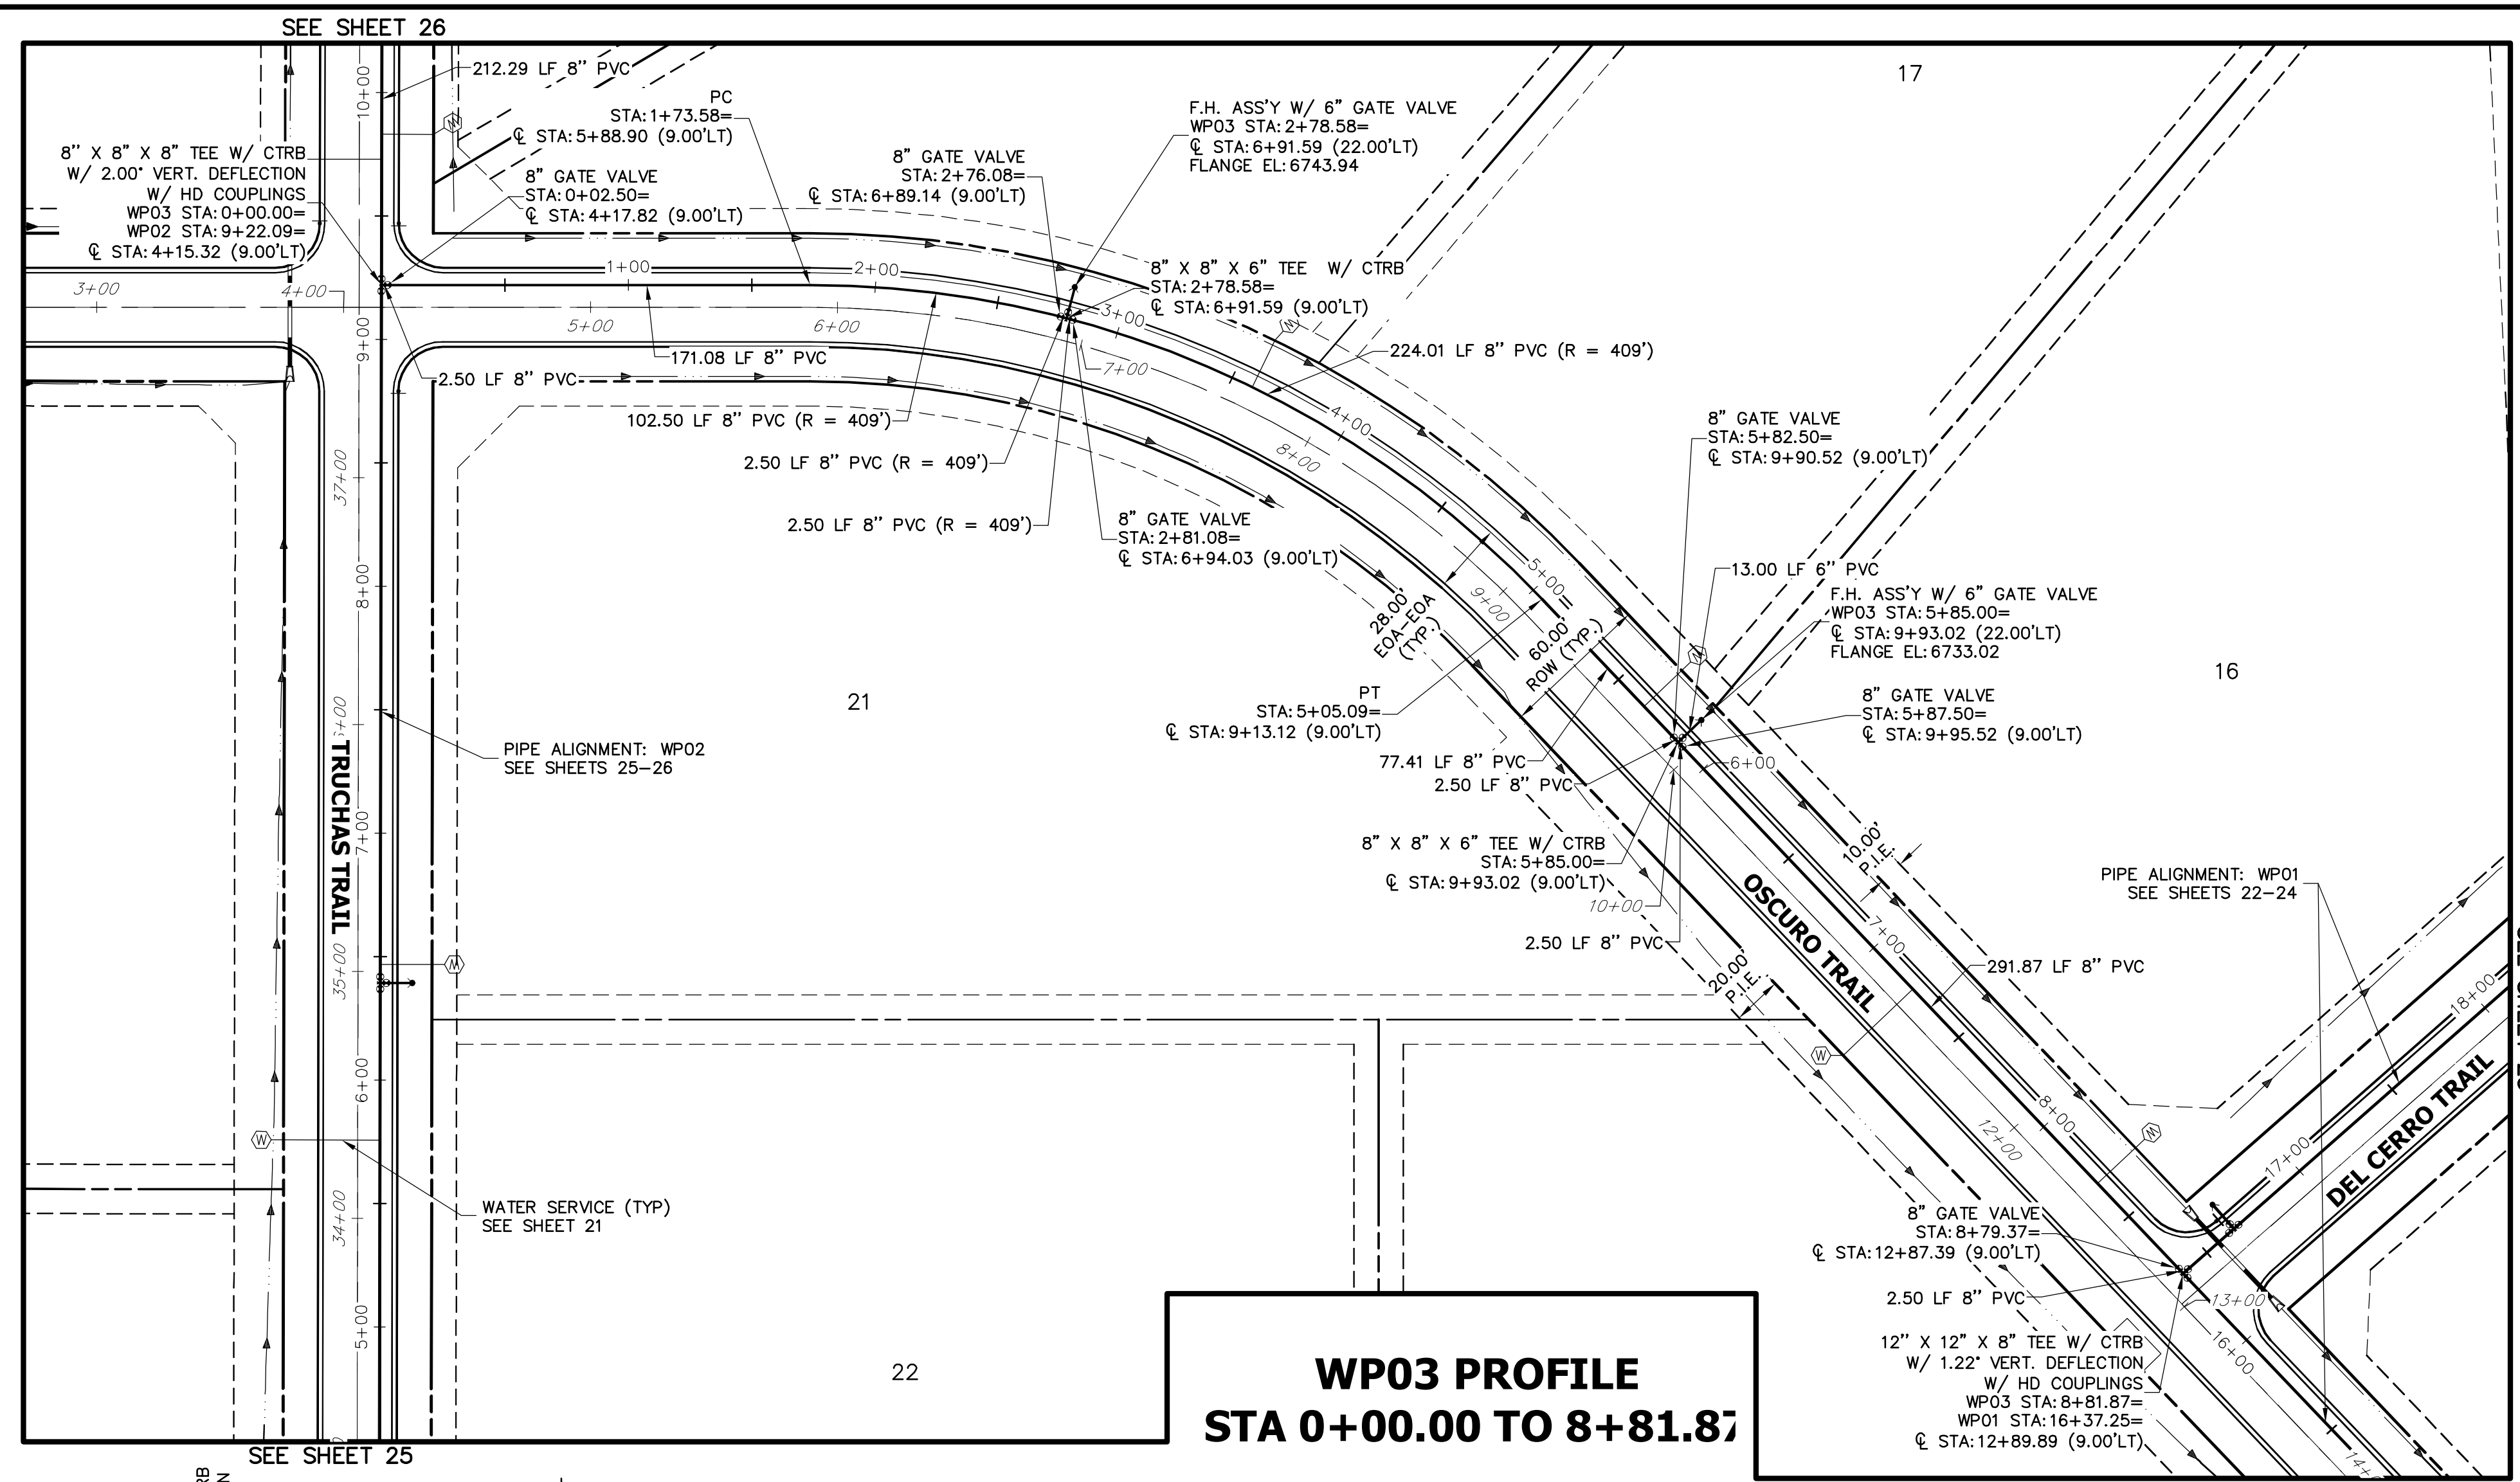 SEE SHEET 26
212.29 LF 8" PVC
17
10+00
PC
STA: 1+73.58=
℄ STA: 5+88.90 (9.00'LT)
F.H. ASS'Y W/ 6" GATE VALVE
WP03 STA: 2+78.58=
℄ STA: 6+91.59 (22.00'LT)
FLANGE EL: 6743.94
8" X 8" X 8" TEE W/ CTRB
W/ 2.00° VERT. DEFLECTION
W/ HD COUPLINGS
WP03 STA: 0+00.00=
WP02 STA: 9+22.09=
℄ STA: 4+15.32 (9.00'LT)
8" GATE VALVE
STA: 0+02.50=
℄ STA: 4+17.82 (9.00'LT)
8" GATE VALVE
STA: 2+76.08=
℄ STA: 6+89.14 (9.00'LT)
W
8" X 8" X 6" TEE W/ CTRB
STA: 2+78.58=
℄ STA: 6+91.59 (9.00'LT)
1+00
2+00
3+00
3+00
4+00
5+00
6+00
7+00
W
9+00
171.08 LF 8" PVC
224.01 LF 8" PVC (R = 409')
2.50 LF 8" PVC
102.50 LF 8" PVC (R = 409')
4+00
8" GATE VALVE
STA: 5+82.50=
℄ STA: 9+90.52 (9.00'LT)
8+00
37+00
2.50 LF 8" PVC (R = 409')
2.50 LF 8" PVC (R = 409')
8" GATE VALVE
STA: 2+81.08=
℄ STA: 6+94.03 (9.00'LT)
5+00
13.00 LF 6" PVC
8+00
9+00
28.00'
EOA-EOA
(TYP.)
60.00'
ROW (TYP.)
F.H. ASS'Y W/ 6" GATE VALVE
WP03 STA: 5+85.00=
℄ STA: 9+93.02 (22.00'LT)
FLANGE EL: 6733.02
W
16
21
PT
STA: 5+05.09=
℄ STA: 9+13.12 (9.00'LT)
8" GATE VALVE
STA: 5+87.50=
℄ STA: 9+95.52 (9.00'LT)
PIPE ALIGNMENT: WP02
SEE SHEETS 25-26
77.41 LF 8" PVC
2.50 LF 8" PVC
6+00
TRUCHAS TRAIL
7+00
8" X 8" X 6" TEE W/ CTRB
STA: 5+85.00=
℄ STA: 9+93.02 (9.00'LT)
10+00
2.50 LF 8" PVC
10.00'
P.I.E.
PIPE ALIGNMENT: WP01
SEE SHEETS 22-24
OSCURO TRAIL
7+00
291.87 LF 8" PVC
20.00'
P.I.E.
35+00
W
18+00
W
6+00
8+00
12+00
W
W
17+00
DEL CERRO TRAIL
WATER SERVICE (TYP)
SEE SHEET 21
34+00
8" GATE VALVE
STA: 8+79.37=
℄ STA: 12+87.39 (9.00'LT)
2.50 LF 8" PVC
13+00
5+00
16+00
22
12" X 12" X 8" TEE W/ CTRB
W/ 1.22° VERT. DEFLECTION
W/ HD COUPLINGS
WP03 STA: 8+81.87=
WP01 STA: 16+37.25=
℄ STA: 12+89.89 (9.00'LT)
WP03 PROFILE
STA 0+00.00 TO 8+81.87
SEE SHEET 25